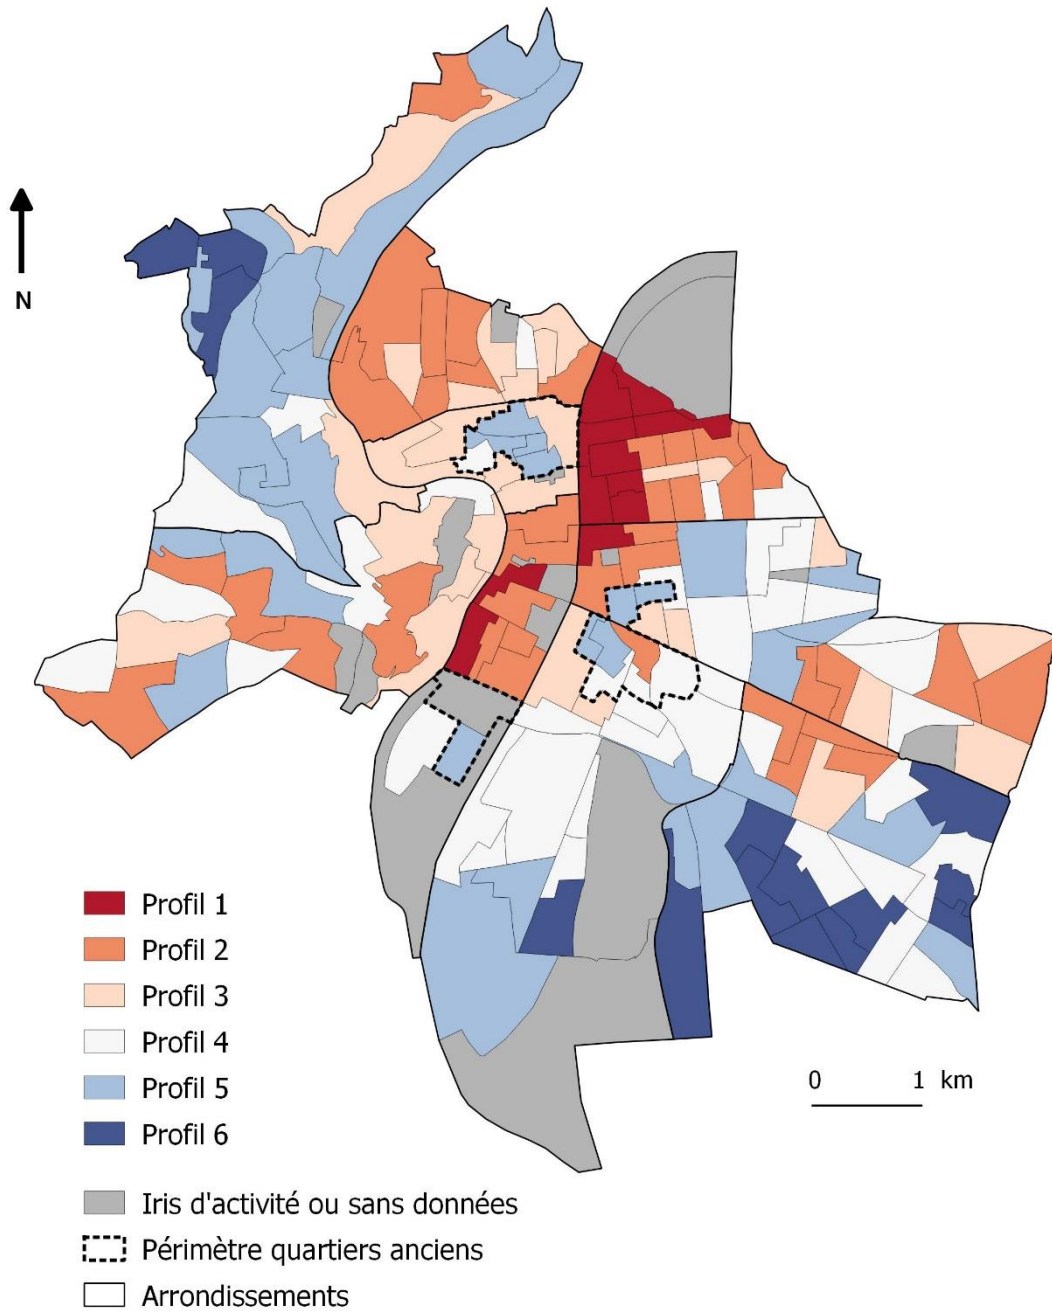 N
Profil 1
Profil 2
Profil 3
Profil 4
Profil 5
Profil 6
0 1 km
Iris d'activité ou sans données
Périmètre quartiers anciens
Arrondissements